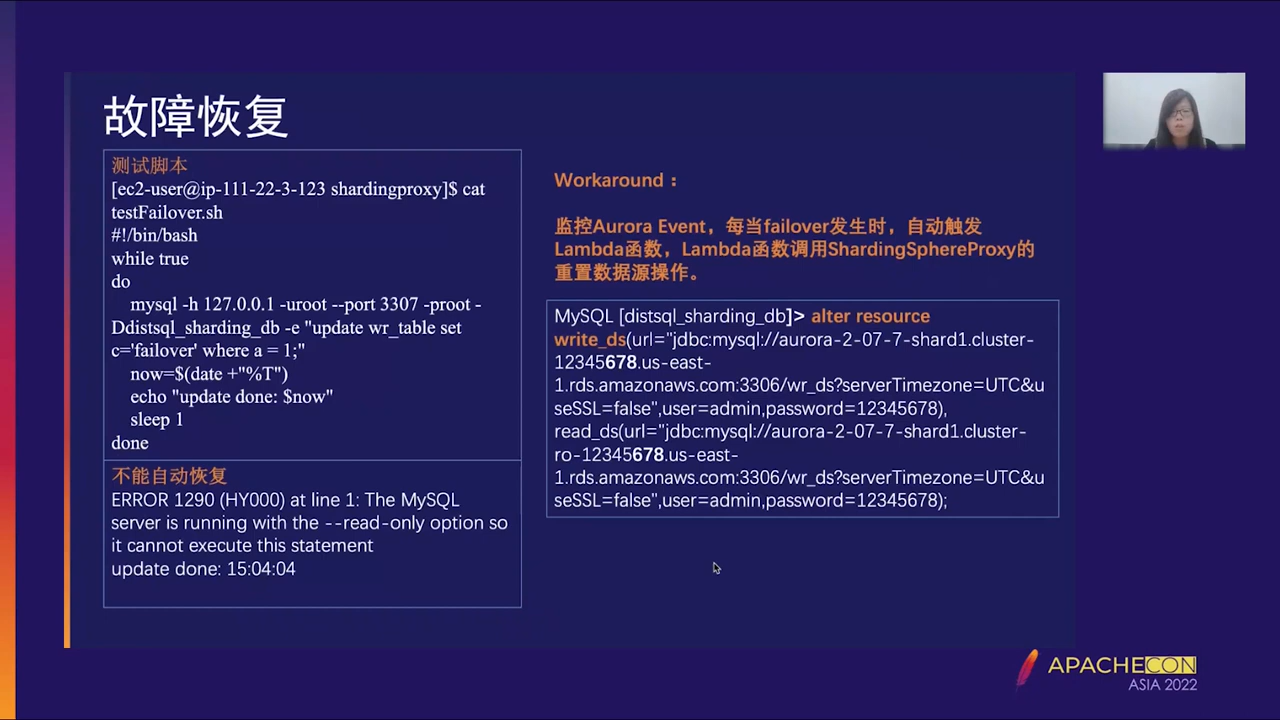 故障恢复
测试脚本
[ec2-user@ip-111-22-3-123 shardingproxy]$ cat
testFailover.sh
#!/bin/bash
while true
do
mysql -h 127.0.0.1 -uroot --port 3307 -proot -
Ddistsql_sharding_db -e "update wr_table set
c='failover' where a = 1;"
now=$(date +"%T")
echo "update done: $now"
sleep 1
done
不能自动恢复
ERROR 1290 (HY000) at line 1: The MySQL
server is running with the --read-only option so
it cannot execute this statement
update done: 15:04:04
Workaround：
监控Aurora Event，每当failover发生时，自动触发
Lambda函数，Lambda函数调用ShardingSphereProxy的
重置数据源操作。
MySQL [distsql_sharding_db]> alter resource
write_ds(url="jdbc:mysql://aurora-2-07-7-shard1.cluster-
12345678.us-east-
1.rds.amazonaws.com:3306/wr_ds?serverTimezone=UTC&u
seSSL=false",user=admin,password=12345678),
read_ds(url="jdbc:mysql://aurora-2-07-7-shard1.cluster-
ro-12345678.us-east-
1.rds.amazonaws.com:3306/wr_ds?serverTimezone=UTC&u
seSSL=false",user=admin,password=12345678);
APACHECON
ASIA 2022